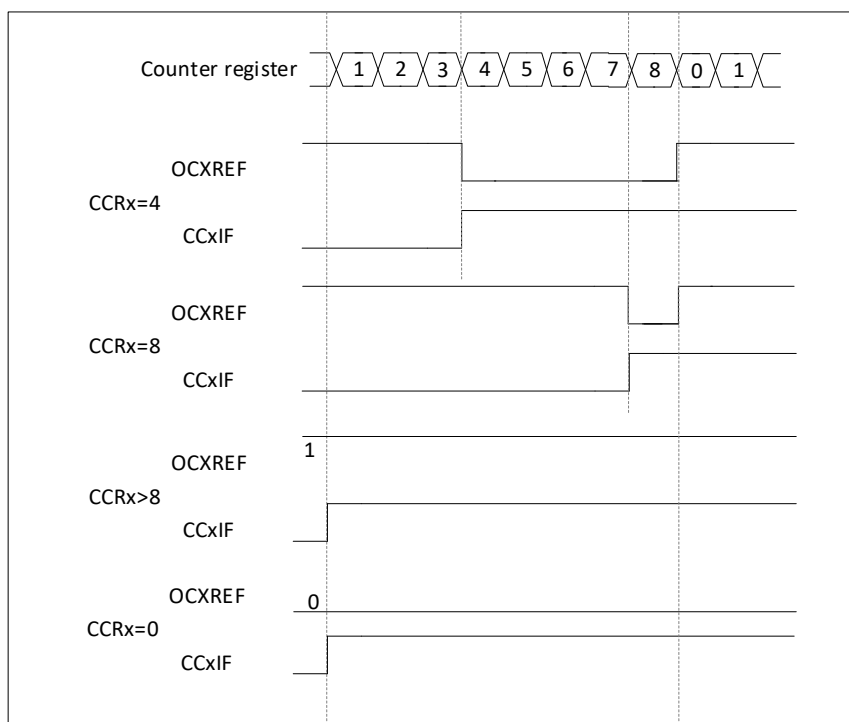 Counter register 1 2 3 4 5 6 7 8 0 1
OCXREF
CCRx=4
CCxIF
OCXREF
CCRx=8
CCxIF
1
OCXREF
CCRx>8
CCxIF
OCXREF 0
CCRx=0
CCxIF